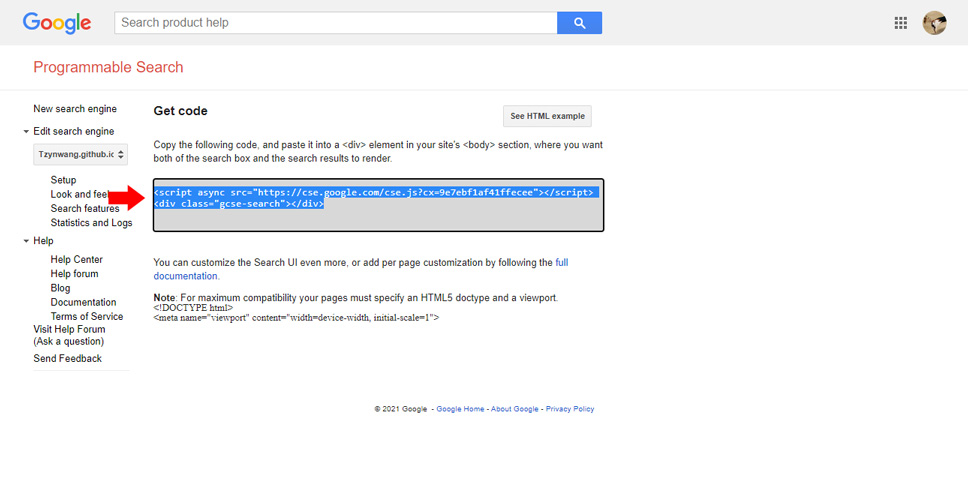 Google
Search product help
Programmable Search
New search engine
Edit search engine
Tzynwang.github.ic
Setup
Look and feel
Search features
Statistics and Logs
Help
Help Center
Help forum
Blog
Documentation
Terms of Service
Visit Help Forum
(Ask a question)
Send Feedback
Get code
See HTML example
Copy the following code, and paste it into a <div> element in your site's <body> section, where you want
both of the search box and the search results to render.
<script async src="https://cse.google.com/cse.js?cx=9e7ebf1af41ffecee"></script>
<div class="gcse-search"></div>
You can customize the Search UI even more, or add per page customization by following the full
documentation.
Note: For maximum compatibility your pages must specify an HTML5 doctype and a viewport.
<!DOCTYPE html>
<meta name="viewport" content="width=device-width, initial-scale=1">
© 2021 Google - Google Home - About Google - Privacy Policy